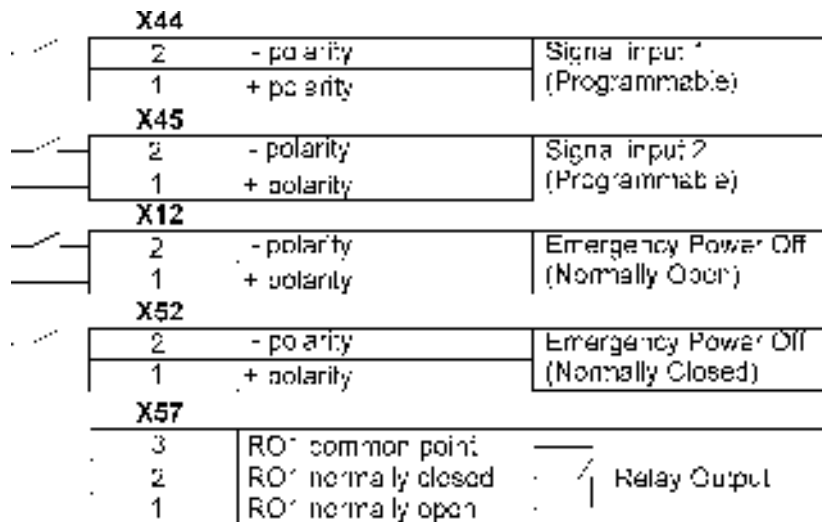 X44
2 - polarity Signal input 1
1 + polarity (Programmable)
X45
2 - polarity Signal input 2
1 + polarity (Programmable)
X12
2 - polarity Emergency Power Off
1 + polarity (Normally Open)
X52
2 - polarity Emergency Power Off
1 + polarity (Normally Closed)
X57
3 RO1 common point
2 RO1 normally closed Relay Output
1 RO1 normally open